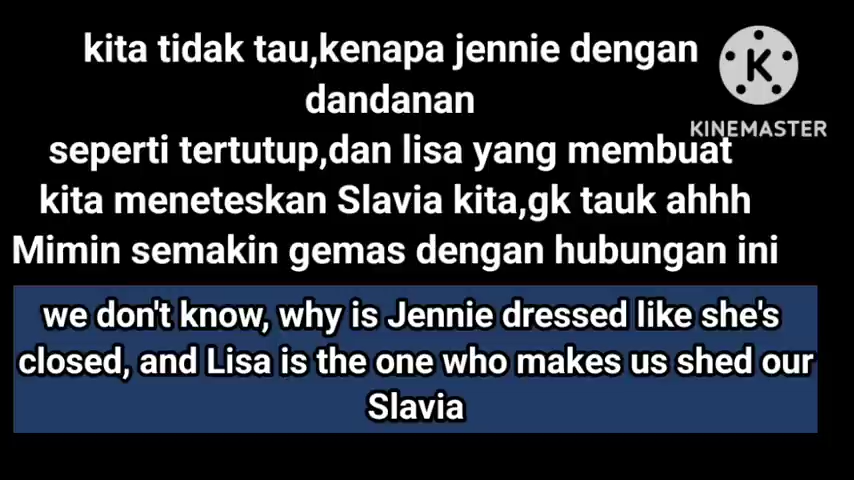 kita tidak tau,kenapa jennie dengan
dandanan
seperti tertutup,dan lisa yang membuat
kita meneteskan Slavia kita,gk tauk ahhh
Mimin semakin gemas dengan hubungan ini
we don't know, why is Jennie dressed like she's
closed, and Lisa is the one who makes us shed our
Slavia
K
KINEMASTER